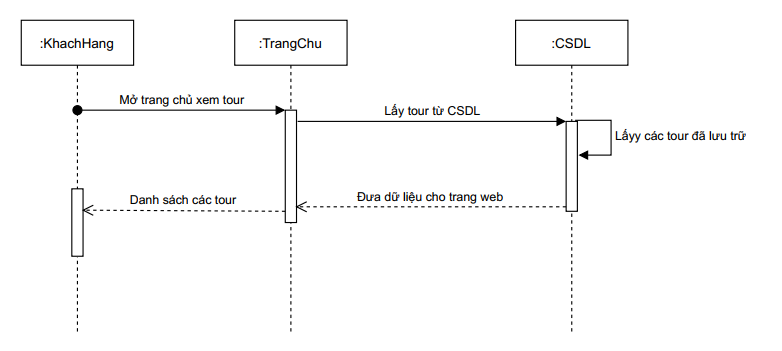 :KhachHang
:TrangChu
:CSDL
Mở trang chủ xem tour
Lấy tour từ CSDL
Lấyy các tour đã lưu trữ
Danh sách các tour
Đưa dữ liệu cho trang web